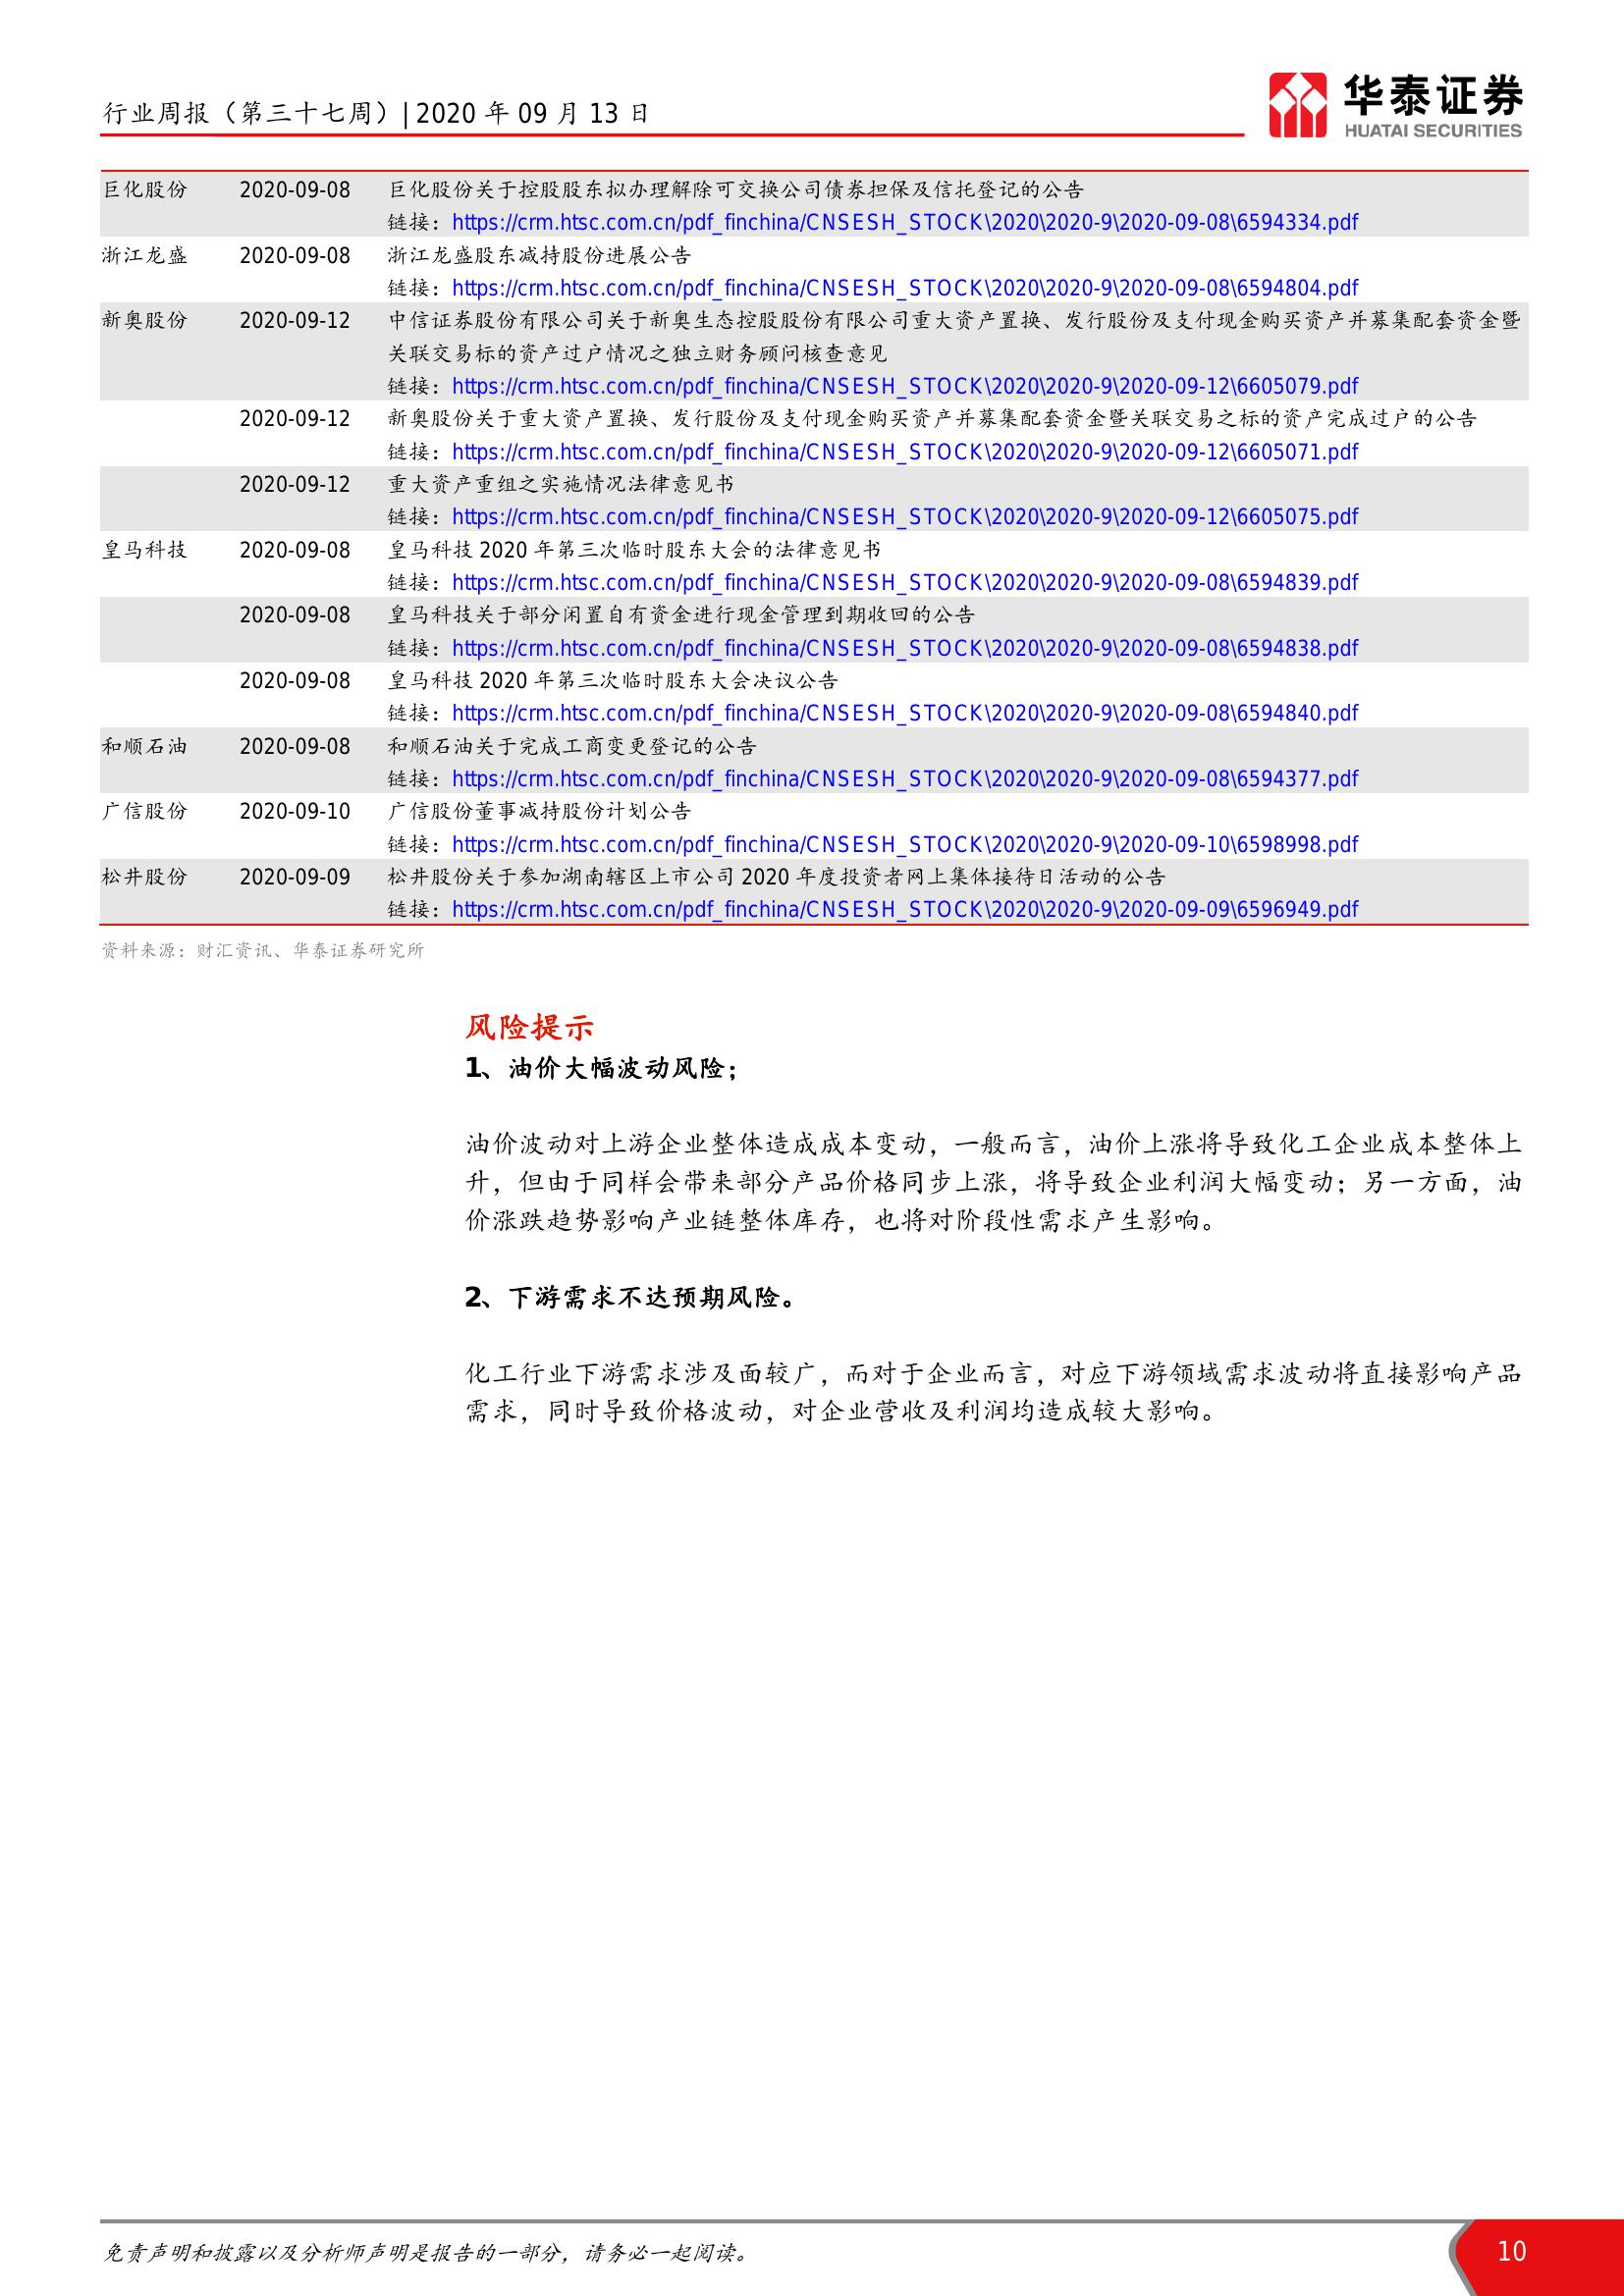 行业周报（第三十七周）| 2020 年 09 月 13 日
华泰证券
HUATAI SECURITIES
巨化股份 2020-09-08 巨化股份关于控股股东拟办理解除可交换公司债券担保及信托登记的公告
链接：https://crm.htsc.com.cn/pdf_finchina/CNSESH_STOCK\2020\2020-9\2020-09-08\6594334.pdf
浙江龙盛 2020-09-08 浙江龙盛股东减持股份进展公告
链接：https://crm.htsc.com.cn/pdf_finchina/CNSESH_STOCK\2020\2020-9\2020-09-08\6594804.pdf
新奥股份 2020-09-12 中信证券股份有限公司关于新奥生态控股股份有限公司重大资产置换、发行股份及支付现金购买资产并募集配套资金暨
关联交易标的资产过户情况之独立财务顾问核查意见
链接：https://crm.htsc.com.cn/pdf_finchina/CNSESH_STOCK\2020\2020-9\2020-09-12\6605079.pdf
2020-09-12 新奥股份关于重大资产置换、发行股份及支付现金购买资产并募集配套资金暨关联交易之标的资产完成过户的公告
链接：https://crm.htsc.com.cn/pdf_finchina/CNSESH_STOCK\2020\2020-9\2020-09-12\6605071.pdf
2020-09-12 重大资产重组之实施情况法律意见书
链接：https://crm.htsc.com.cn/pdf_finchina/CNSESH_STOCK\2020\2020-9\2020-09-12\6605075.pdf
皇马科技 2020-09-08 皇马科技 2020 年第三次临时股东大会的法律意见书
链接：https://crm.htsc.com.cn/pdf_finchina/CNSESH_STOCK\2020\2020-9\2020-09-08\6594839.pdf
2020-09-08 皇马科技关于部分闲置自有资金进行现金管理到期收回的公告
链接：https://crm.htsc.com.cn/pdf_finchina/CNSESH_STOCK\2020\2020-9\2020-09-08\6594838.pdf
2020-09-08 皇马科技 2020 年第三次临时股东大会决议公告
链接：https://crm.htsc.com.cn/pdf_finchina/CNSESH_STOCK\2020\2020-9\2020-09-08\6594840.pdf
和顺石油 2020-09-08 和顺石油关于完成工商变更登记的公告
链接：https://crm.htsc.com.cn/pdf_finchina/CNSESH_STOCK\2020\2020-9\2020-09-08\6594377.pdf
广信股份 2020-09-10 广信股份董事减持股份计划公告
链接：https://crm.htsc.com.cn/pdf_finchina/CNSESH_STOCK\2020\2020-9\2020-09-10\6598998.pdf
松井股份 2020-09-09 松井股份关于参加湖南辖区上市公司 2020 年度投资者网上集体接待日活动的公告
链接：https://crm.htsc.com.cn/pdf_finchina/CNSESH_STOCK\2020\2020-9\2020-09-09\6596949.pdf
资料来源：财汇资讯、华泰证券研究所
风险提示
1、油价大幅波动风险；
油价波动对上游企业整体造成成本变动，一般而言，油价上涨将导致化工企业成本整体上
升，但由于同样会带来部分产品价格同步上涨，将导致企业利润大幅变动；另一方面，油
价涨跌趋势影响产业链整体库存，也将对阶段性需求产生影响。
2、下游需求不达预期风险。
化工行业下游需求涉及面较广，而对于企业而言，对应下游领域需求波动将直接影响产品
需求，同时导致价格波动，对企业营收及利润均造成较大影响。
免责声明和披露以及分析师声明是报告的一部分，请务必一起阅读。
10